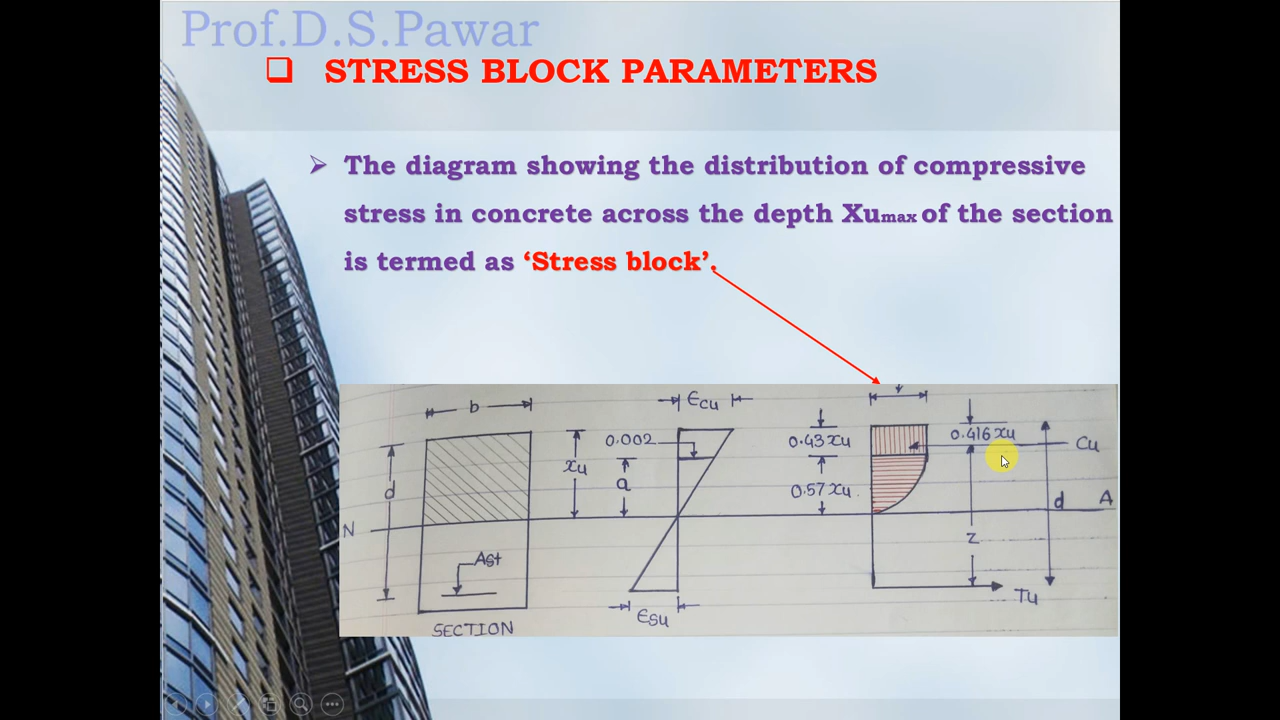 Prof.D.S.Pawar
STRESS BLOCK PARAMETERS
The diagram showing the distribution of compressive
stress in concrete across the depth Xumax of the section
is termed as ‘Stress block’.
b
d
N
Ast
SECTION
Ɛcu
0.002
xu
a
Ɛsu
0.43xu
0.57xu
0.416xu
Cu
d
A
z
Tu